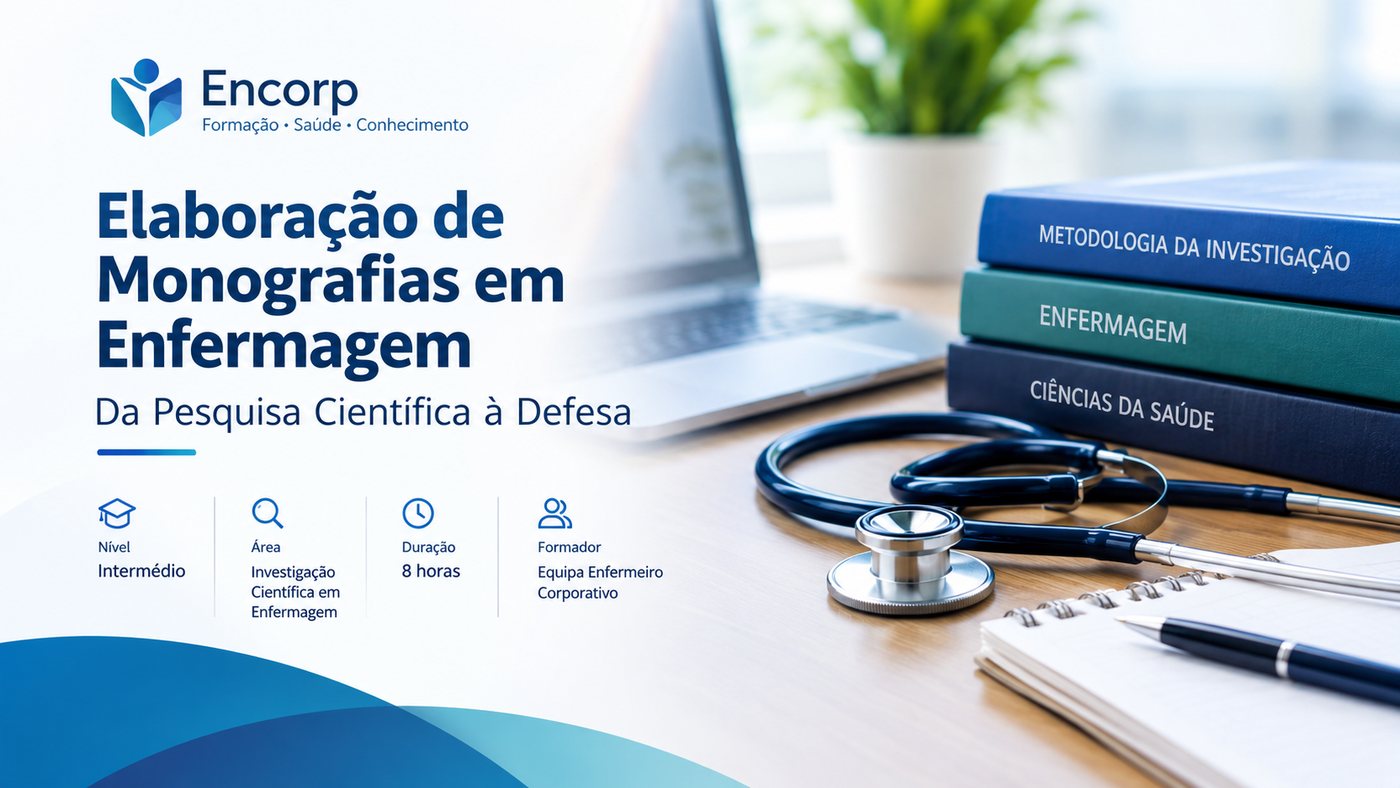 Encorp
Formação • Saúde • Conhecimento
Elaboração de
Monografias em
Enfermagem
Da Pesquisa Científica à Defesa
Nível
Intermédio
Área
Investigação
Científica em
Enfermagem
Duração
8 horas
Formador
Equipa Enfermeiro
Corporativo
METODOLOGIA DA INVESTIGAÇÃO
ENFERMAGEM
CIÊNCIAS DA SAÚDE